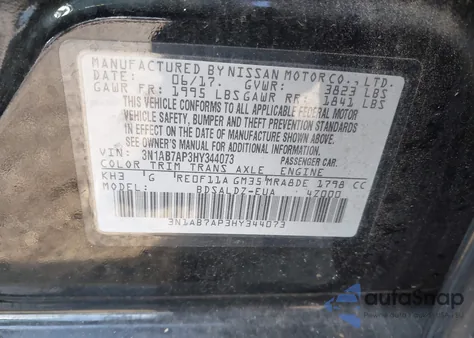 MANUFACTURED BY NISSAN MOTOR CO., LTD.
DATE: 06/17. GVWR: 3823 LBS
GAWR FR: 1995 LBS GAWR RR: 1841 LBS
THIS VEHICLE CONFORMS TO ALL APPLICABLE FEDERAL MOTOR
VEHICLE SAFETY, BUMPER, AND THEFT PREVENTION STANDARDS
IN EFFECT ON THE DATE OF MANUFACTURE SHOWN ABOVE.
SEE OWNER'S MANUAL FOR ADDITIONAL INFORMATION.
VIN: 3N1AB7AP3HY344073 PASSENGER CAR.
COLOR TRIM TRANS AXLE ENGINE
KH3 G RE0F11A GM35 MRA8DE 1798 CC
MODEL: BDSALDZ-EUA 4Z000
3N1AB7AP3HY344073
autoSnap